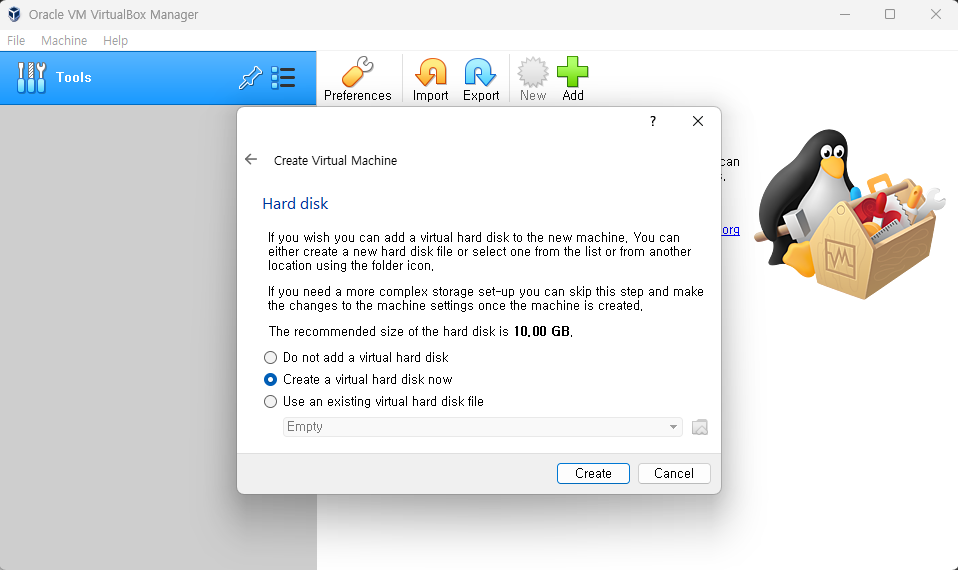 Oracle VM VirtualBox Manager
File Machine Help
Tools
Preferences Import Export New Add
?
Create Virtual Machine
can
Hard disk
org
If you wish you can add a virtual hard disk to the new machine. You can
either create a new hard disk file or select one from the list or from another
location using the folder icon.
If you need a more complex storage set-up you can skip this step and make
the changes to the machine settings once the machine is created.
The recommended size of the hard disk is 10.00 GB.
Do not add a virtual hard disk
Create a virtual hard disk now
Use an existing virtual hard disk file
Empty
Create Cancel